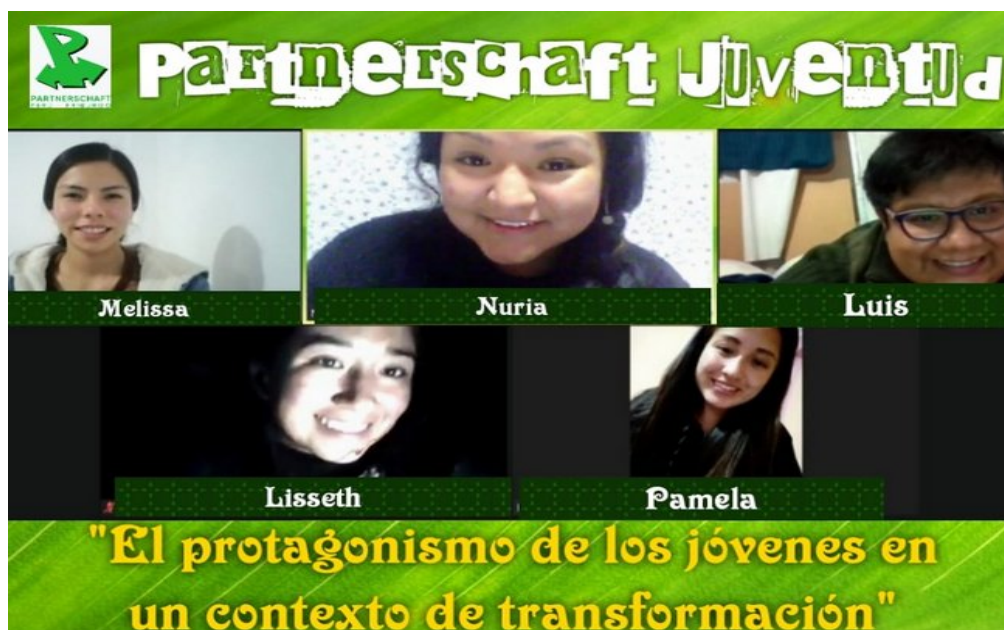 Partnerschaft Juventud
PARTNERSCHAFT
Melissa
Nuria
Luis
Lisseth
Pamela
"El protagonismo de los jóvenes en
un contexto de transformación"